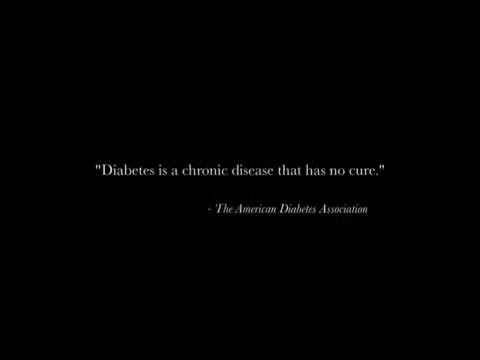 "Diabetes is a chronic disease that has no cure."
- The American Diabetes Association